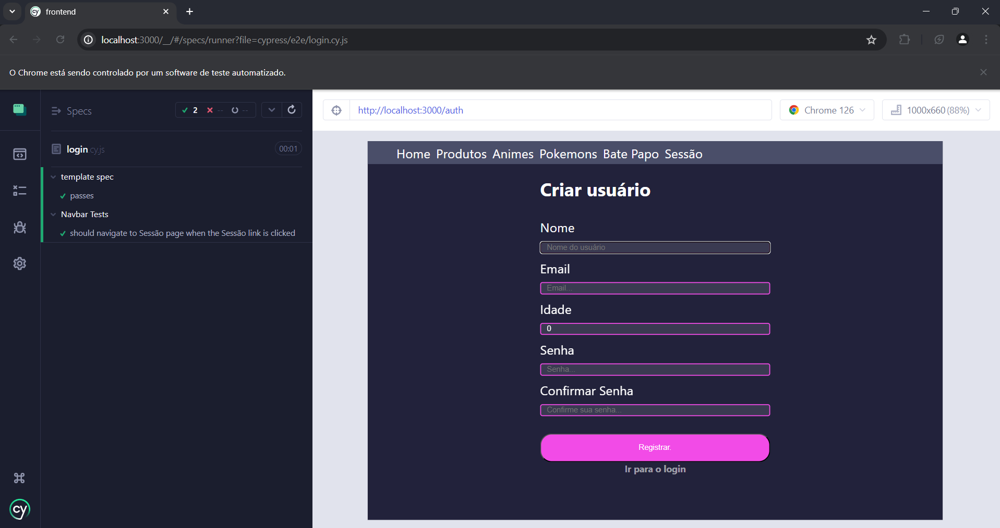 frontend
localhost:3000/__/#/specs/runner?file=cypress/e2e/login.cy.js
O Chrome está sendo controlado por um software de teste automatizado.
Specs
2 -- --
http://localhost:3000/auth
Chrome 126
1000x660 (88%)
login.cy.js
00:01
template spec
passes
Navbar Tests
should navigate to Sessão page when the Sessão link is clicked
Home Produtos Animes Pokemons Bate Papo Sessão
Criar usuário
Nome
Nome do usuário
Email
Email...
Idade
0
Senha
Senha...
Confirmar Senha
Confirme sua senha...
Registrar.
Ir para o login
cy